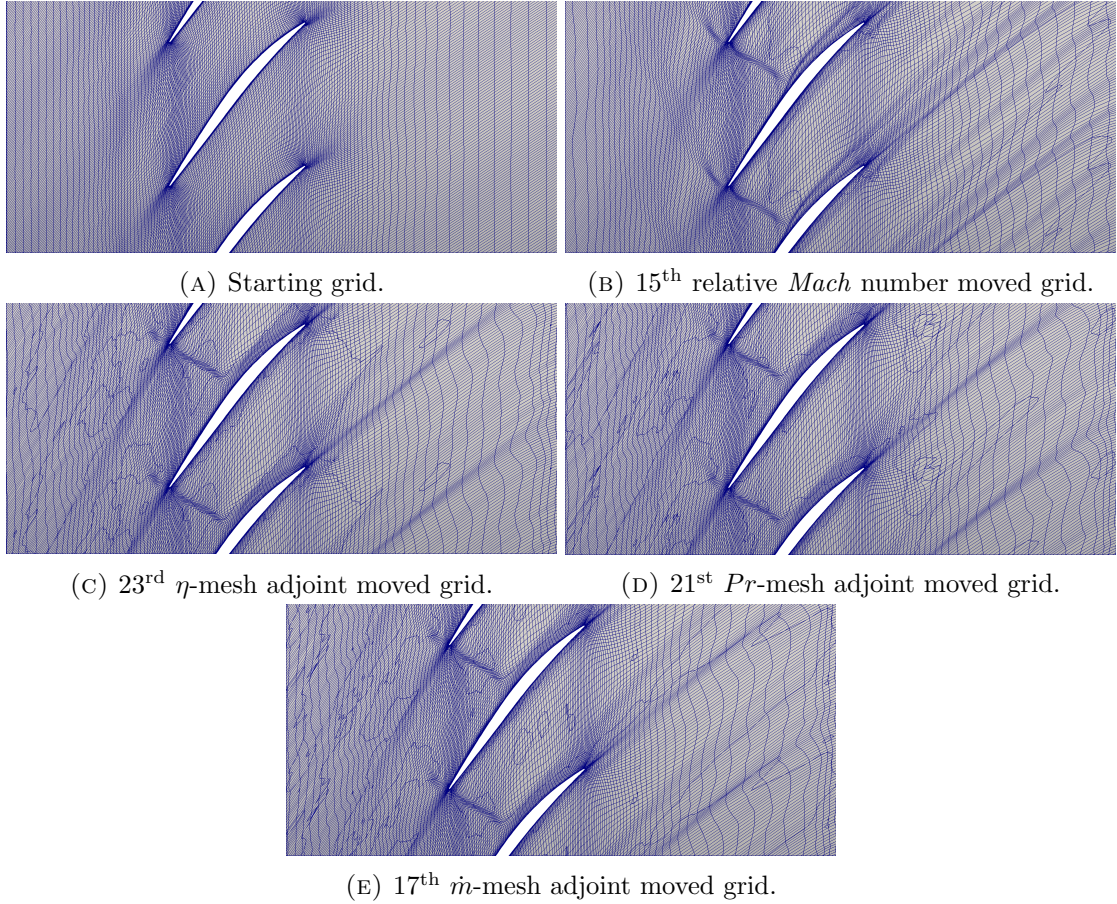 (A) Starting grid.
(B) 15th relative Mach number moved grid.
(C) 23rd η-mesh adjoint moved grid.
(D) 21st Pr-mesh adjoint moved grid.
(E) 17th ṁ-mesh adjoint moved grid.